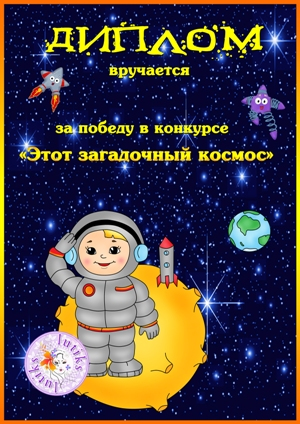 ДИПЛОМ
вручается
за победу в конкурсе
«Этот загадочный космос»